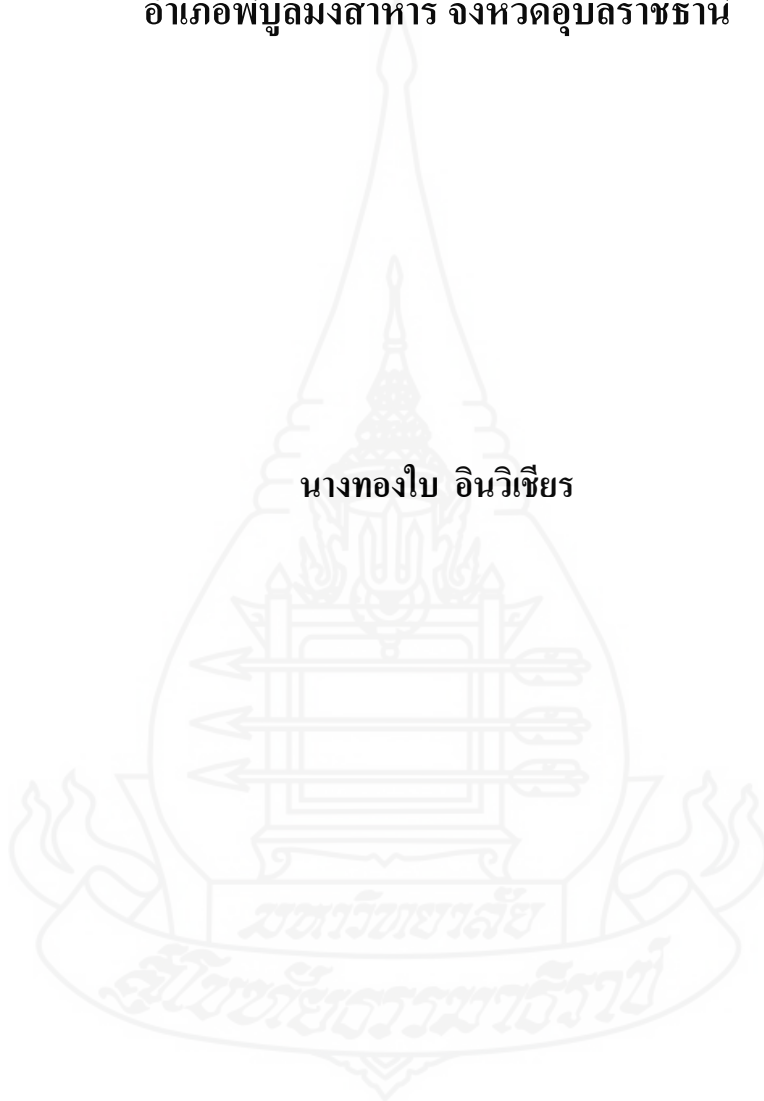 อำเภอพิบูลมังสาหาร จังหวัดอุบลราชธานี
นางทองใบ อินวิเชียร
มหาวิทยาลัย
สุโขทัยธรรมาธิราช